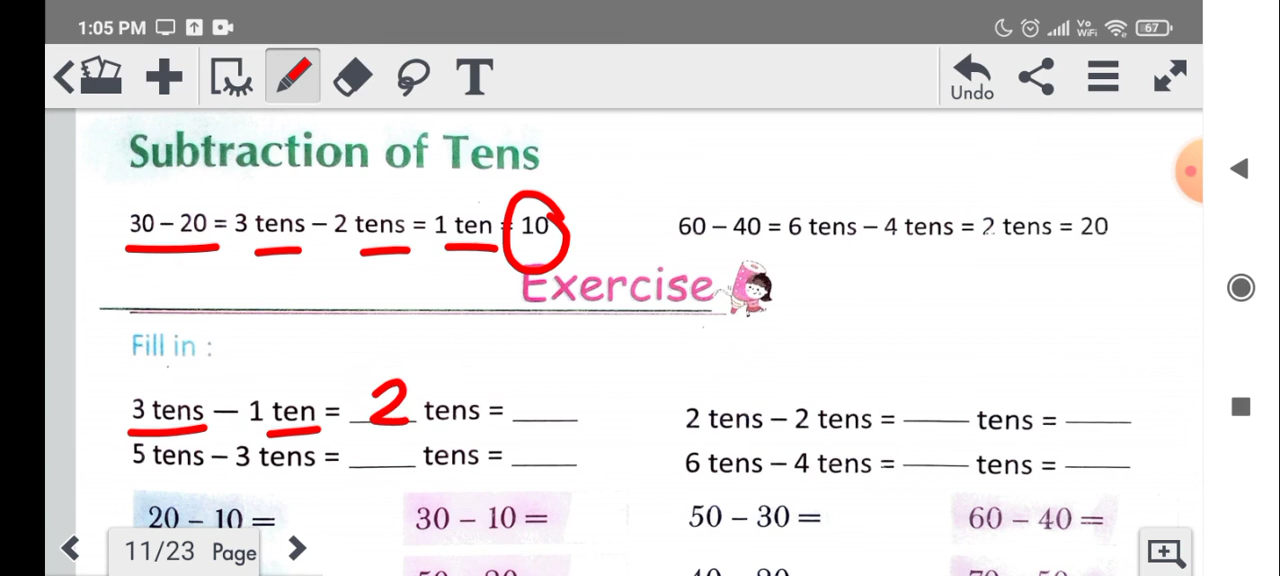 1:05 PM Vo WiFi 67
T Undo
Subtraction of Tens
30 – 20 = 3 tens – 2 tens = 1 ten = 10
60 – 40 = 6 tens – 4 tens = 2 tens = 20
Exercise
Fill in :
3 tens — 1 ten = 2 tens = ____
2 tens – 2 tens = ____ tens = ____
5 tens – 3 tens = ____ tens = ____
6 tens – 4 tens = ____ tens = ____
20 – 10 = 30 – 10 = 50 – 30 = 60 – 40 =
11/23 Page